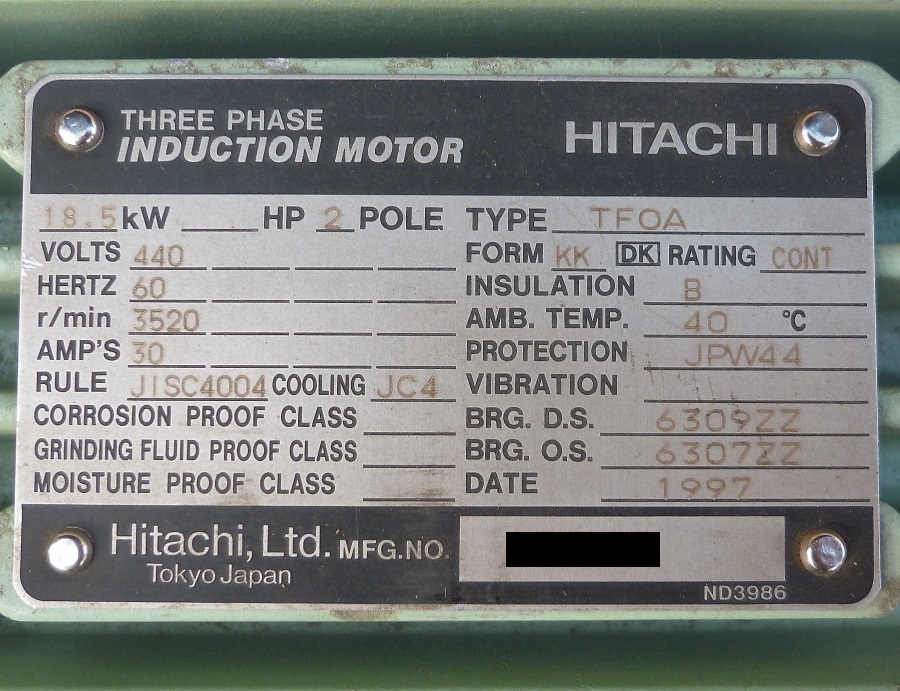 THREE PHASE
INDUCTION MOTOR
HITACHI
18.5 kW HP 2 POLE
VOLTS 440
HERTZ 60
r/min 3520
AMP'S 30
RULE JISC4004 COOLING JC4
CORROSION PROOF CLASS
GRINDING FLUID PROOF CLASS
MOISTURE PROOF CLASS
TYPE TFOA
FORM KK DK RATING CONT
INSULATION B
AMB. TEMP. 40 °C
PROTECTION JPW44
VIBRATION
BRG. D.S. 6309ZZ
BRG. O.S. 6307ZZ
DATE 1997
Hitachi, Ltd. MFG.NO.
Tokyo Japan
ND3986